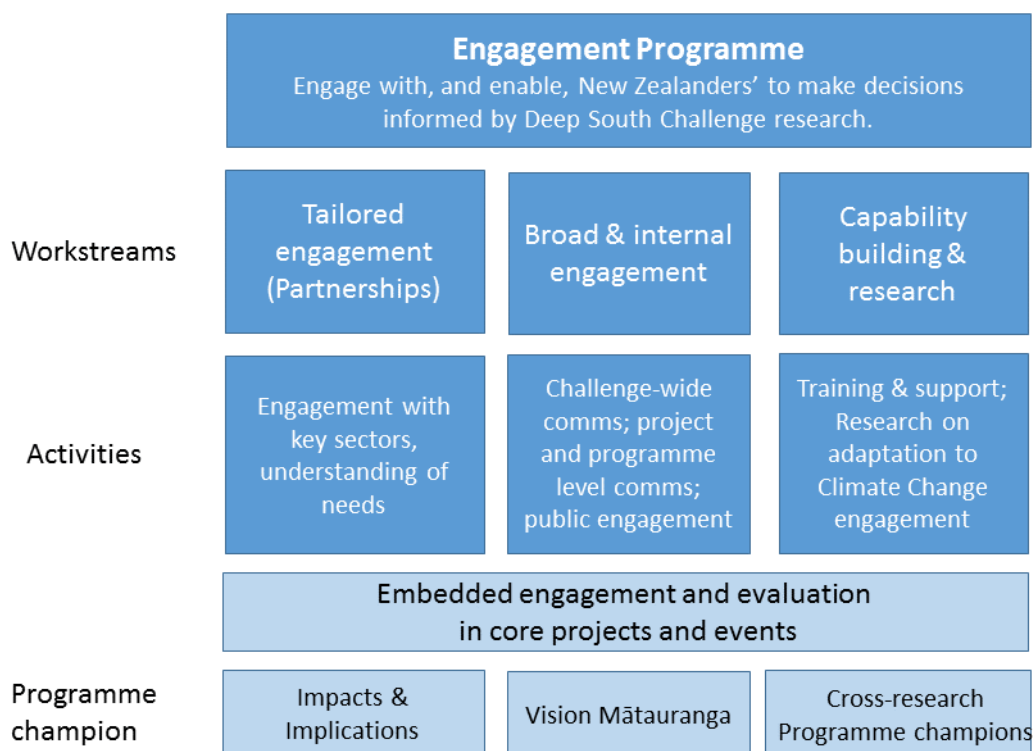 Engagement Programme
Engage with, and enable, New Zealanders’ to make decisions
informed by Deep South Challenge research.
Workstreams
Tailored
engagement
(Partnerships)
Broad & internal
engagement
Capability
building &
research
Activities
Engagement with
key sectors,
understanding of
needs
Challenge-wide
comms; project
and programme
level comms;
public engagement
Training & support;
Research on
adaptation to
Climate Change
engagement
Embedded engagement and evaluation
in core projects and events
Programme
champion
Impacts &
Implications
Vision Mātauranga
Cross-research
Programme champions